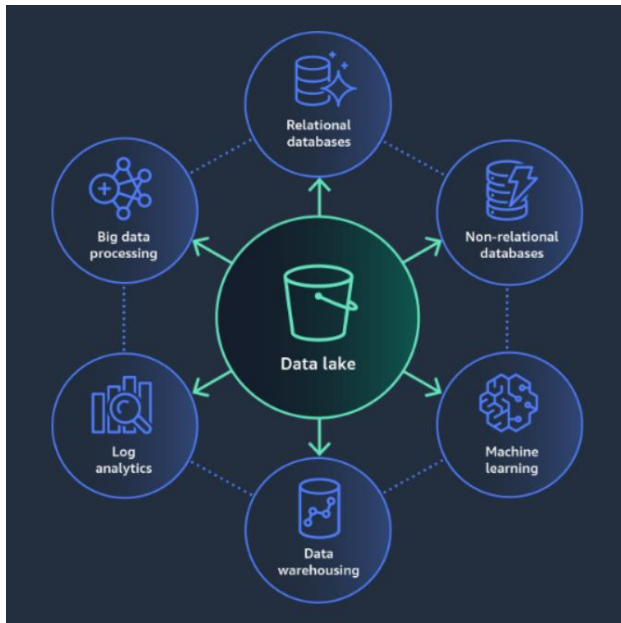 Relational
databases
Big data
processing
Non-relational
databases
Data lake
Log
analytics
Machine
learning
Data
warehousing